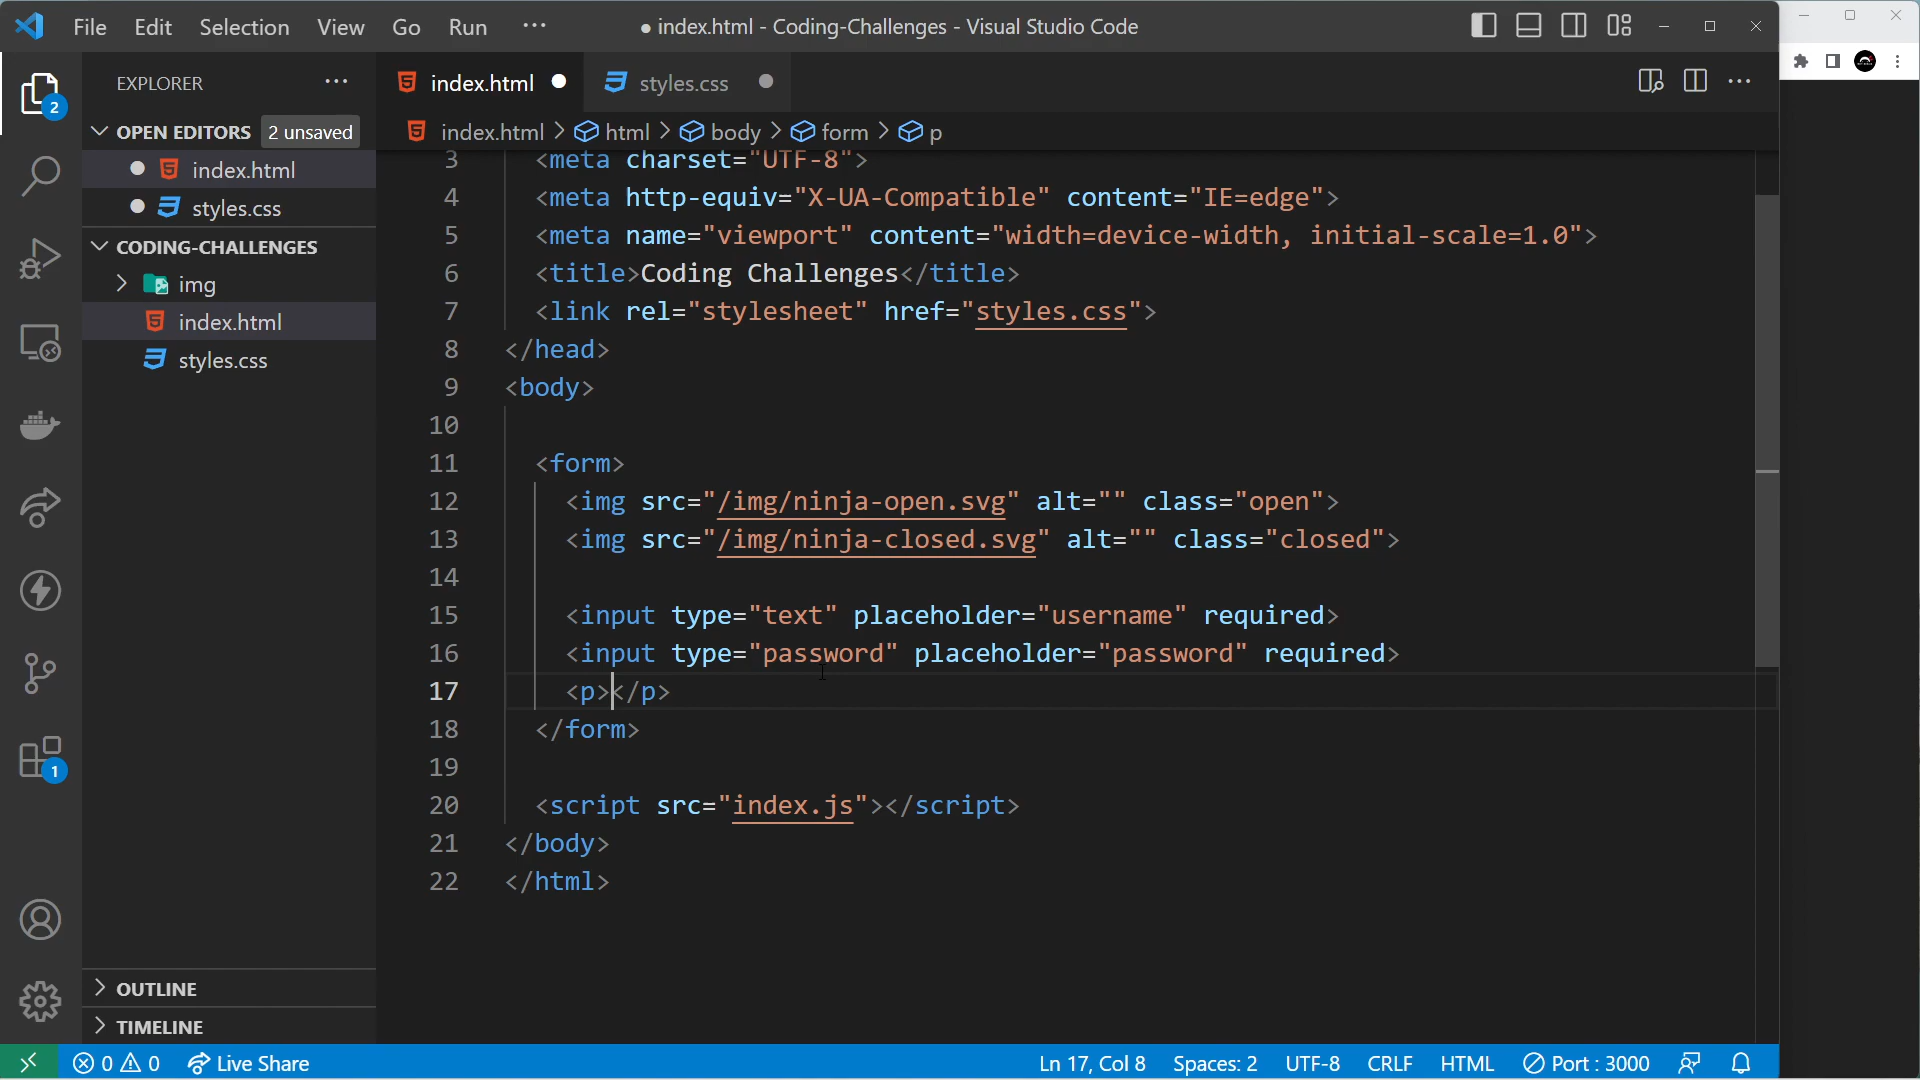 File Edit Selection View Go Run ··· ● index.html - Coding-Challenges - Visual Studio Code
EXPLORER ···
index.html ● styles.css ●
OPEN EDITORS 2 unsaved
index.html > html > body > form > p
● index.html
● styles.css
CODING-CHALLENGES
img
index.html
styles.css
OUTLINE
TIMELINE
2
1
3 <meta charset="UTF-8">
4 <meta http-equiv="X-UA-Compatible" content="IE=edge">
5 <meta name="viewport" content="width=device-width, initial-scale=1.0">
6 <title>Coding Challenges</title>
7 <link rel="stylesheet" href="styles.css">
8 </head>
9 <body>
10
11 <form>
12 <img src="/img/ninja-open.svg" alt="" class="open">
13 <img src="/img/ninja-closed.svg" alt="" class="closed">
14
15 <input type="text" placeholder="username" required>
16 <input type="password" placeholder="password" required>
17 <p></p>
18 </form>
19
20 <script src="index.js"></script>
21 </body>
22 </html>
0 0 Live Share Ln 17, Col 8 Spaces: 2 UTF-8 CRLF HTML Port : 3000